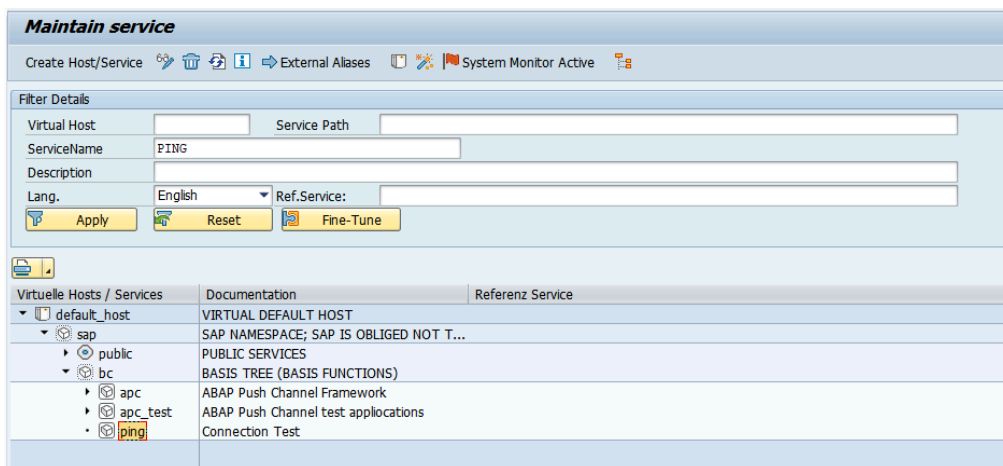 Maintain service
Create Host/Service External Aliases System Monitor Active
Filter Details
Virtual Host Service Path
ServiceName PING
Description
Lang. English Ref.Service:
Apply Reset Fine-Tune
Virtuelle Hosts / Services Documentation Referenz Service
default_host VIRTUAL DEFAULT HOST
sap SAP NAMESPACE; SAP IS OBLIGED NOT T...
public PUBLIC SERVICES
bc BASIS TREE (BASIS FUNCTIONS)
apc ABAP Push Channel Framework
apc_test ABAP Push Channel test appliocations
ping Connection Test